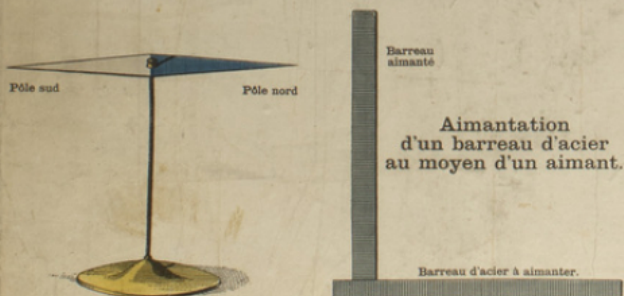 Pôle sud
Pôle nord
Barreau
aimanté
Aimantation
d'un barreau d'acier
au moyen d'un aimant.
Barreau d'acier à aimanter.